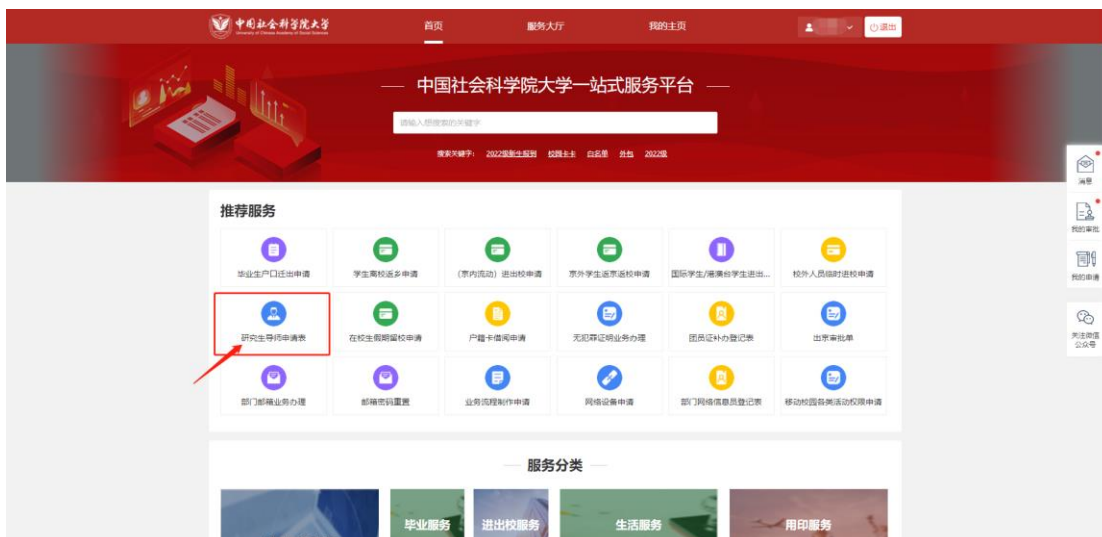 中国社会科学院大学
University of Chinese Academy of Social Sciences
首页
服务大厅
我的主页
退出
中国社会科学院大学一站式服务平台
请输入想搜索的关键字
搜索关键字： 2022级新生报到 校园卡卡 白名单 外包 2022级
消息
我的审批
我的申请
关注微信
公众号
推荐服务
毕业生户口迁出申请
学生离校返乡申请
（京内流动）进出校申请
京外学生返京返校申请
国际学生/港澳台学生进出...
校外人员临时进校申请
研究生导师申请表
在校生假期留校申请
户籍卡借阅申请
无犯罪证明业务办理
团员证补办登记表
出京审批单
部门邮箱业务办理
邮箱密码重置
业务流程制作申请
网络设备申请
部门网络信息员登记表
移动校园各类活动权限申请
服务分类
毕业服务
进出校服务
生活服务
用印服务